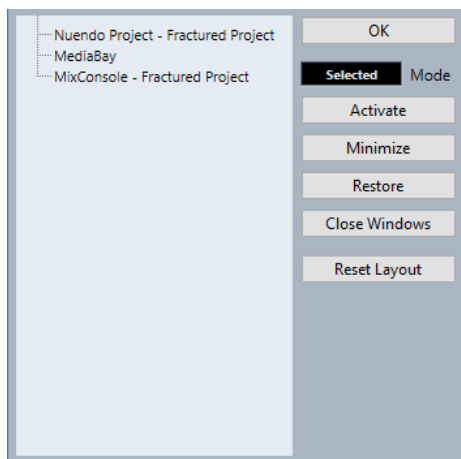 Nuendo Project - Fractured Project
MediaBay
MixConsole - Fractured Project
OK
Selected Mode
Activate
Minimize
Restore
Close Windows
Reset Layout